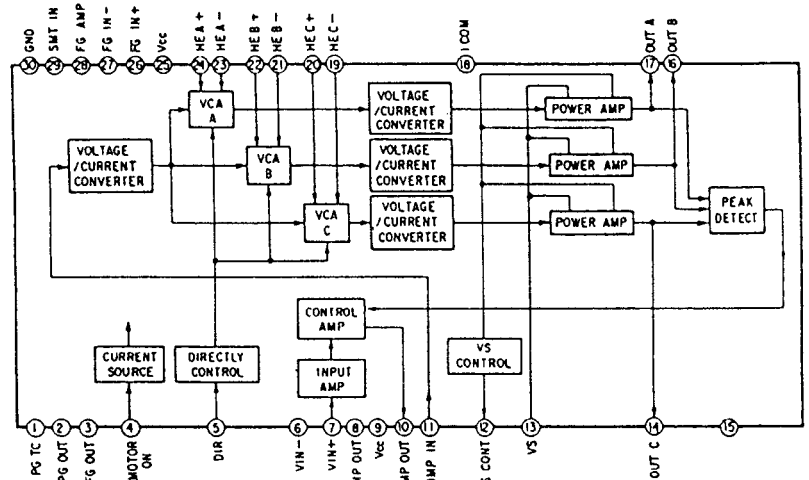 GND
SMT IN
FG AMP
FG IN-
FG IN+
Vcc
HEA+
HEA-
HEB+
HEB-
HEC+
HEC-
I COM
OUT A
OUT B
30
29
28
27
26
25
24
23
22
21
20
19
18
17
16
VCA
A
VOLTAGE
/CURRENT
CONVERTER
POWER AMP
VOLTAGE
/CURRENT
CONVERTER
VCA
B
VOLTAGE
/CURRENT
CONVERTER
POWER AMP
VCA
C
VOLTAGE
/CURRENT
CONVERTER
POWER AMP
PEAK
DETECT
CONTROL
AMP
CURRENT
SOURCE
DIRECTLY
CONTROL
INPUT
AMP
VS
CONTROL
1
2
3
4
5
6
7
8
9
10
11
12
13
14
15
PG TC
PG OUT
FG OUT
MOTOR
ON
DIR
VIN-
VIN+
MP OUT
Vcc
MP OUT
MP IN
S CONT
VS
OUT C